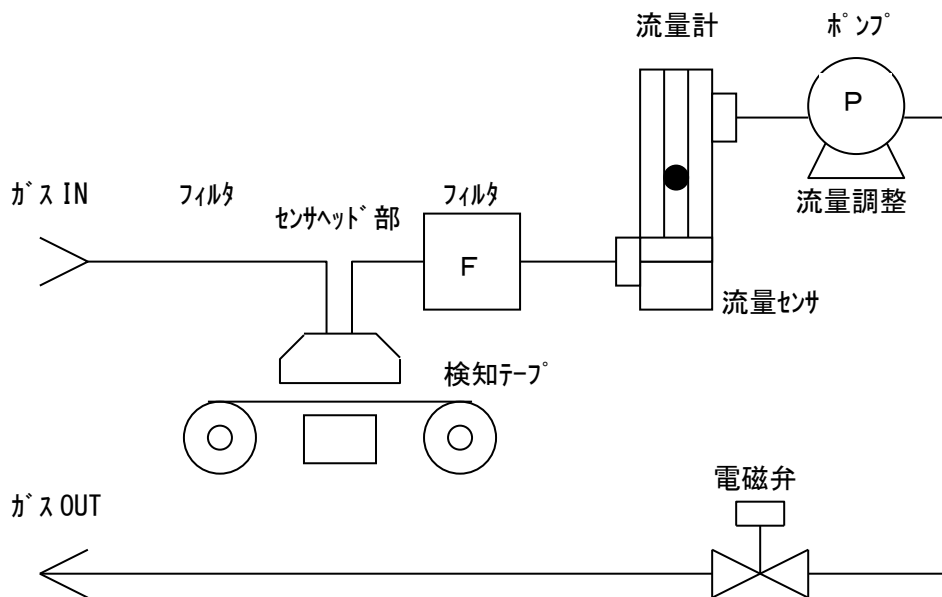 流量計
ﾎﾟﾝﾌﾟ
P
ｶﾞｽ IN
ﾌｨﾙﾀ
ｾﾝｻﾍｯﾄﾞ部
ﾌｨﾙﾀ
流量調整
F
流量ｾﾝｻ
検知ﾃｰﾌﾟ
電磁弁
ｶﾞｽ OUT